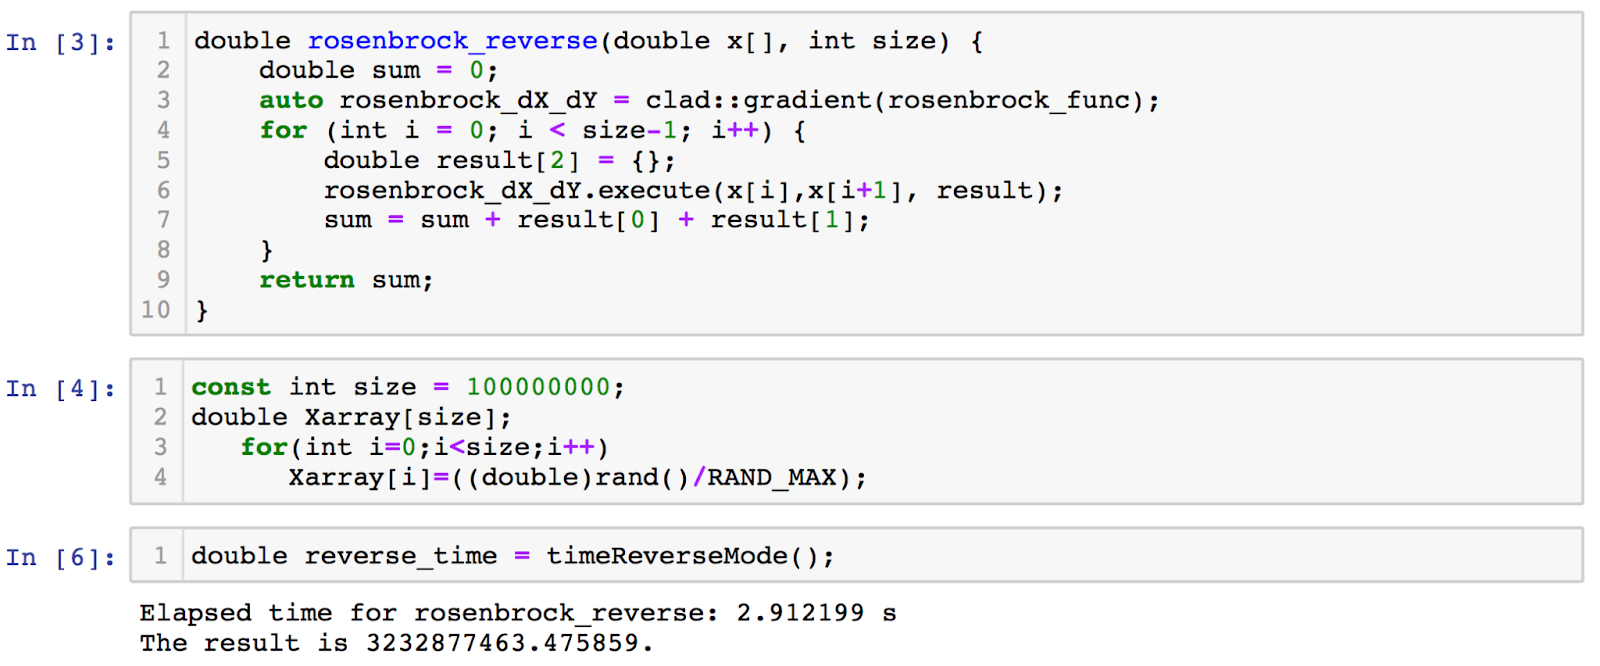 In [3]:
1 double rosenbrock_reverse(double x[], int size) {
2     double sum = 0;
3     auto rosenbrock_dX_dY = clad::gradient(rosenbrock_func);
4     for (int i = 0; i < size-1; i++) {
5         double result[2] = {};
6         rosenbrock_dX_dY.execute(x[i],x[i+1], result);
7         sum = sum + result[0] + result[1];
8     }
9     return sum;
10 }
In [4]:
1 const int size = 100000000;
2 double Xarray[size];
3    for(int i=0;i<size;i++)
4       Xarray[i]=((double)rand()/RAND_MAX);
In [6]:
1 double reverse_time = timeReverseMode();
Elapsed time for rosenbrock_reverse: 2.912199 s
The result is 3232877463.475859.